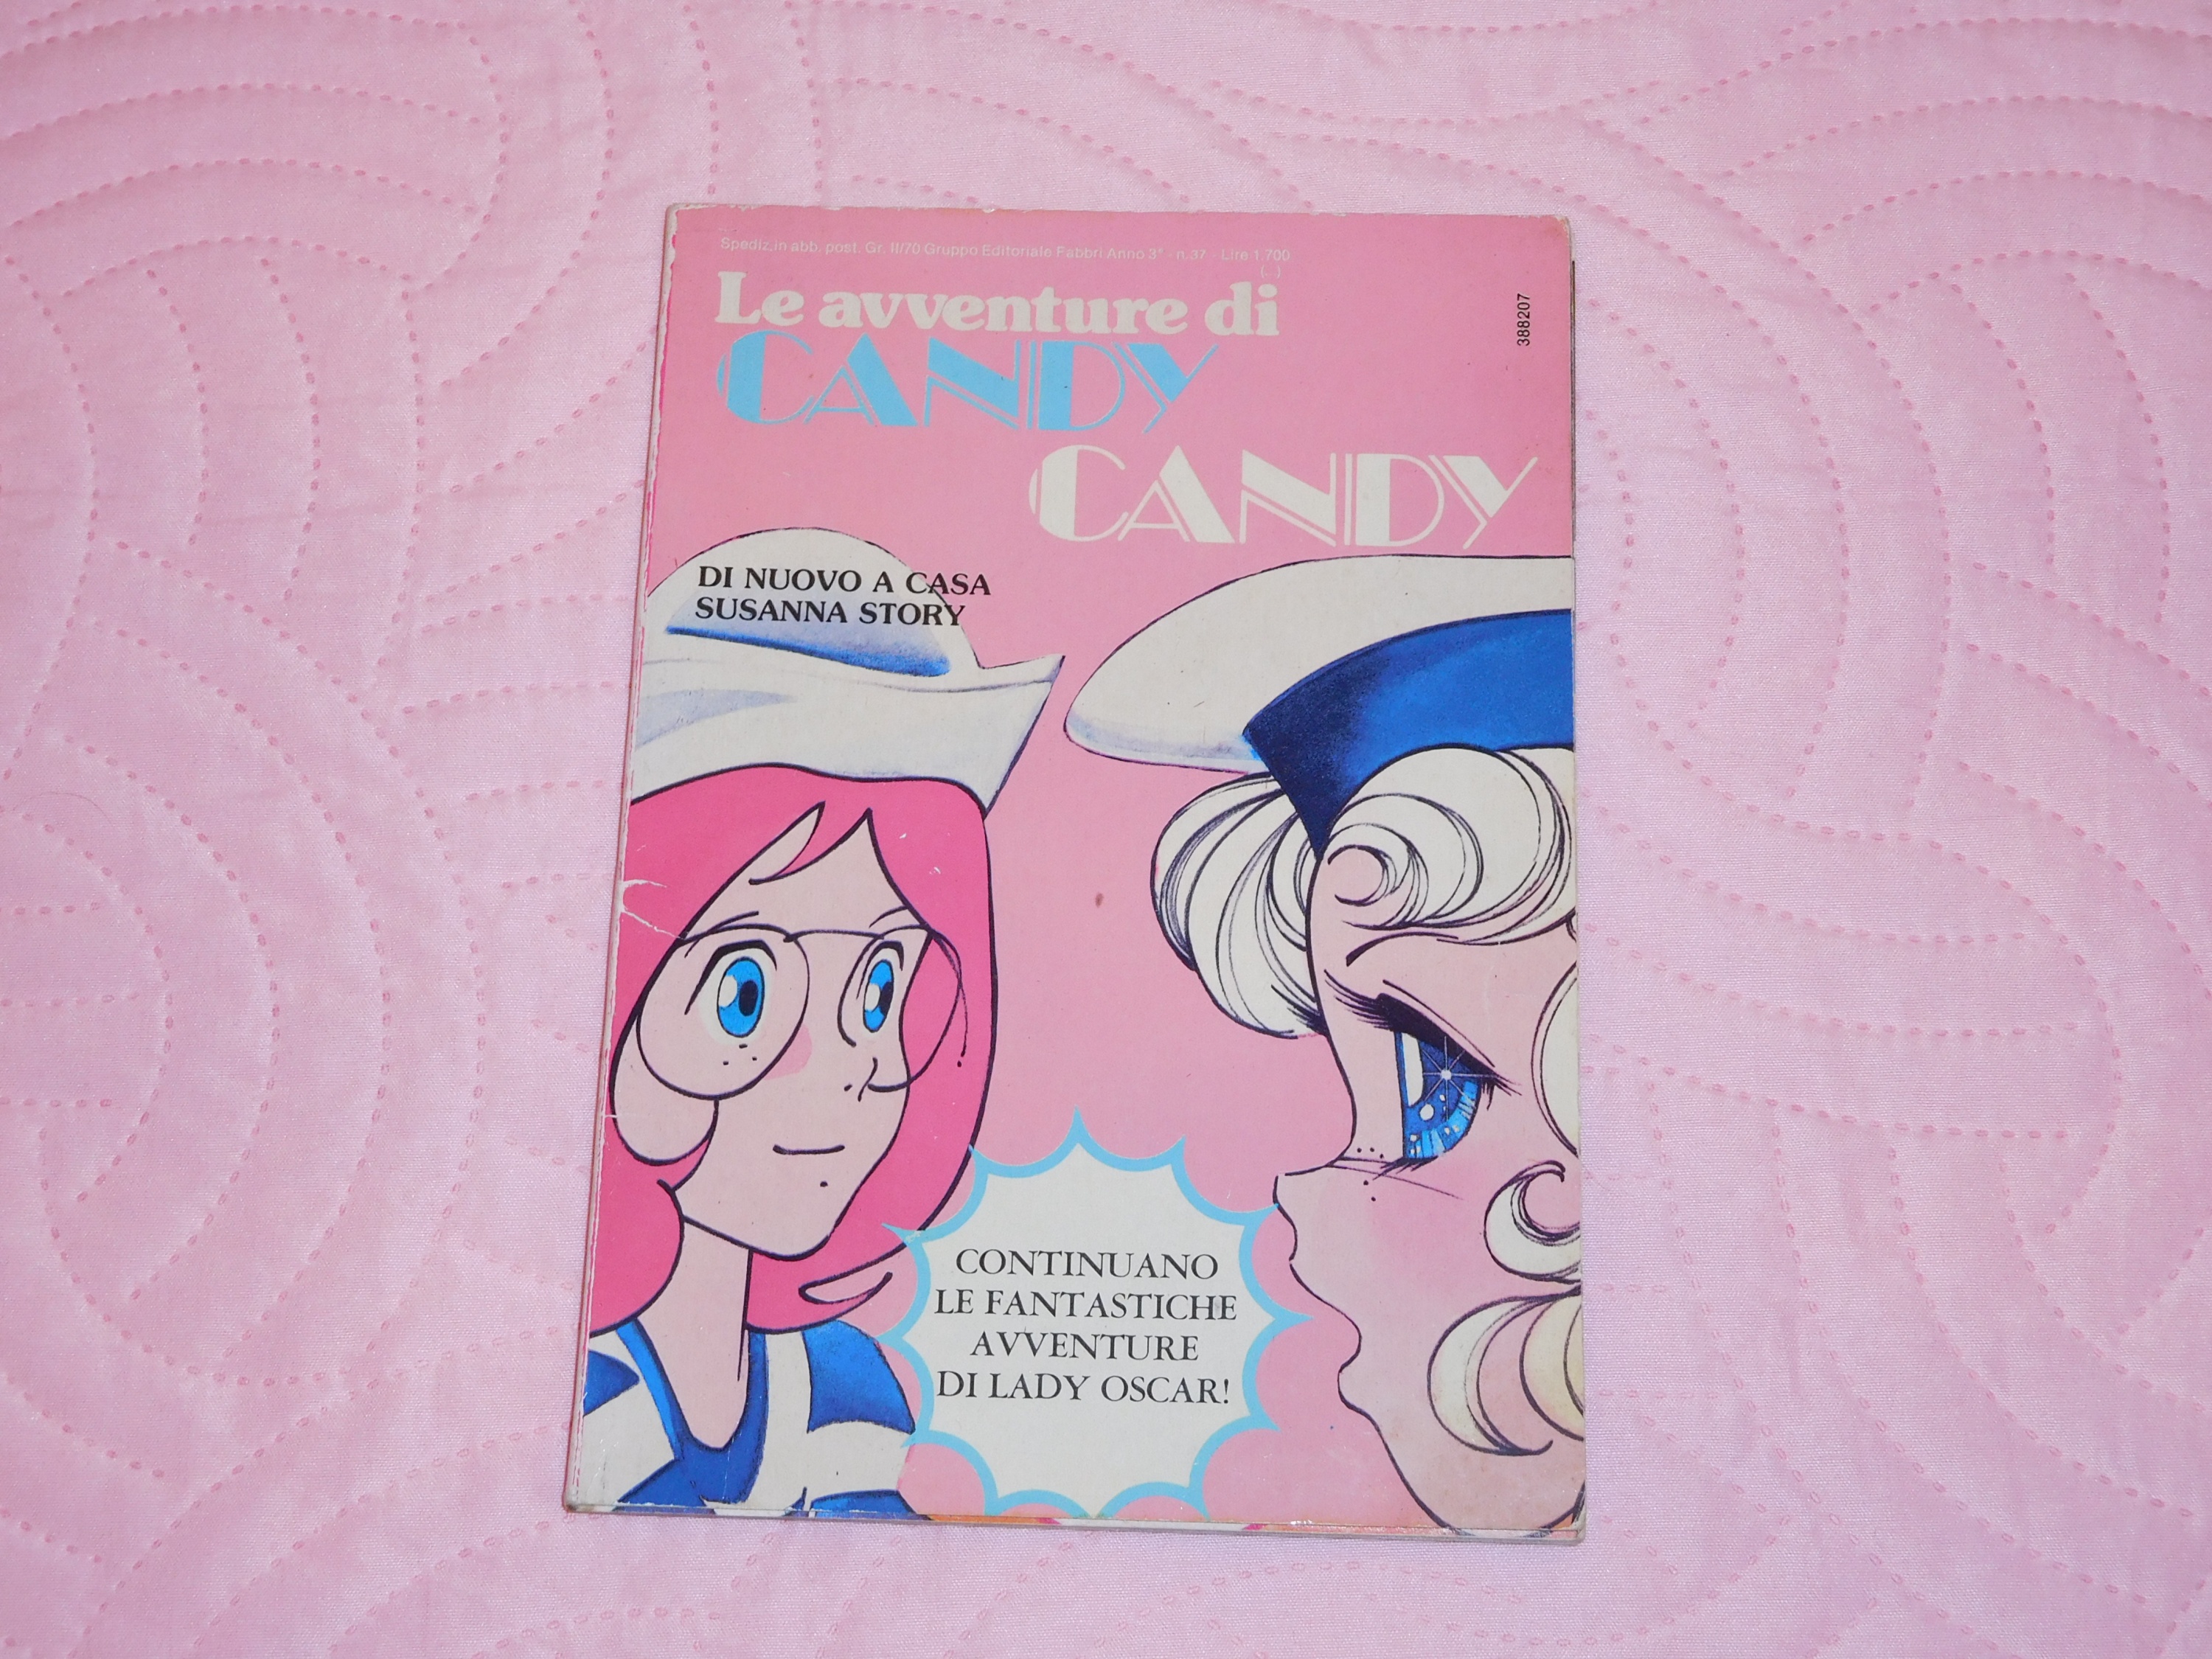 Spediz. in abb. post. Gr. II/70 Gruppo Editoriale Fabbri Anno 3° - n. 37 - Lire 1.700
(...)
388207
Le avventure di
CANDY
CANDY
DI NUOVO A CASA
SUSANNA STORY
CONTINUANO
LE FANTASTICHE
AVVENTURE
DI LADY OSCAR!